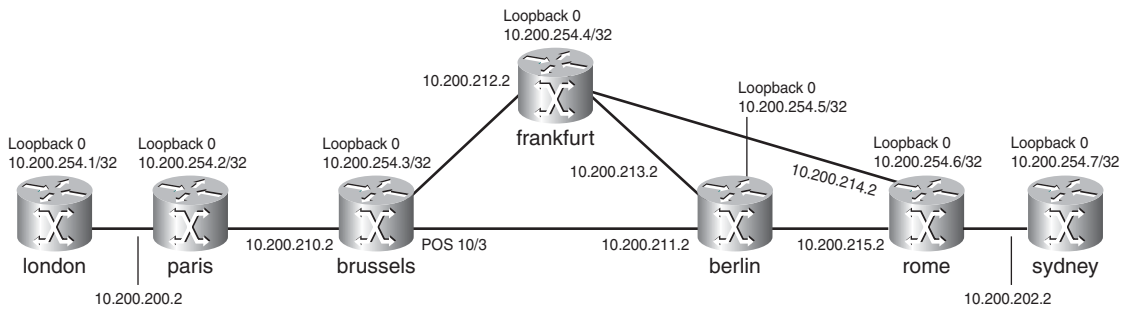 Loopback 0
10.200.254.4/32
10.200.212.2
frankfurt
Loopback 0
10.200.254.5/32
Loopback 0
10.200.254.1/32
Loopback 0
10.200.254.2/32
Loopback 0
10.200.254.3/32
10.200.213.2
10.200.214.2
Loopback 0
10.200.254.6/32
Loopback 0
10.200.254.7/32
10.200.210.2
POS 10/3
10.200.211.2
10.200.215.2
london
paris
brussels
berlin
rome
sydney
10.200.200.2
10.200.202.2